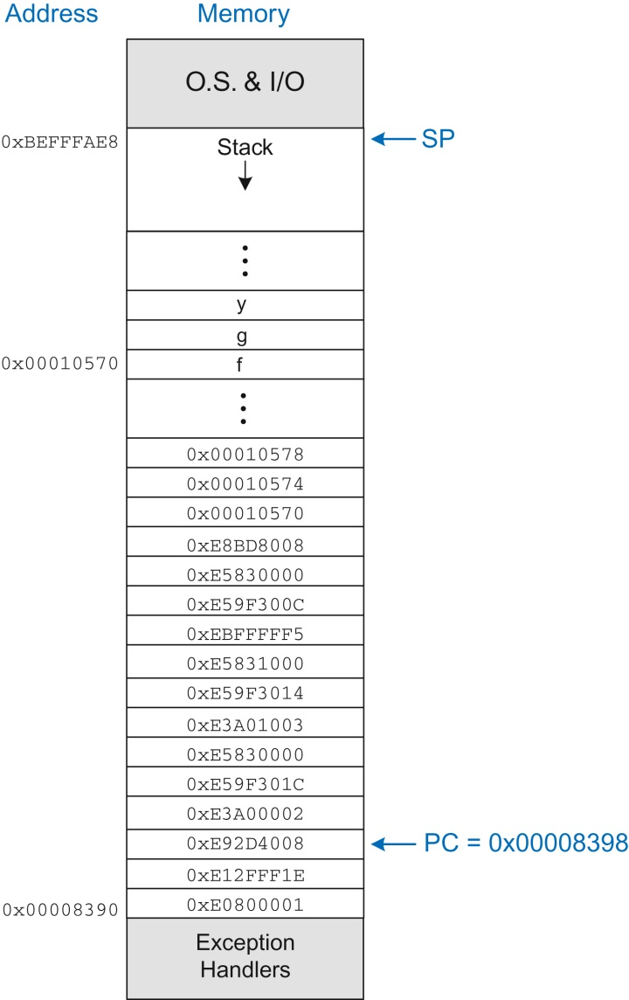 Address Memory
O.S. & I/O
0xBEFFFAE8 Stack SP
y
g
0x00010570 f
0x00010578
0x00010574
0x00010570
0xE8BD8008
0xE5830000
0xE59F300C
0xEBFFFFF5
0xE5831000
0xE59F3014
0xE3A01003
0xE5830000
0xE59F301C
0xE3A00002
0xE92D4008 PC = 0x00008398
0xE12FFF1E
0x00008390 0xE0800001
Exception
Handlers